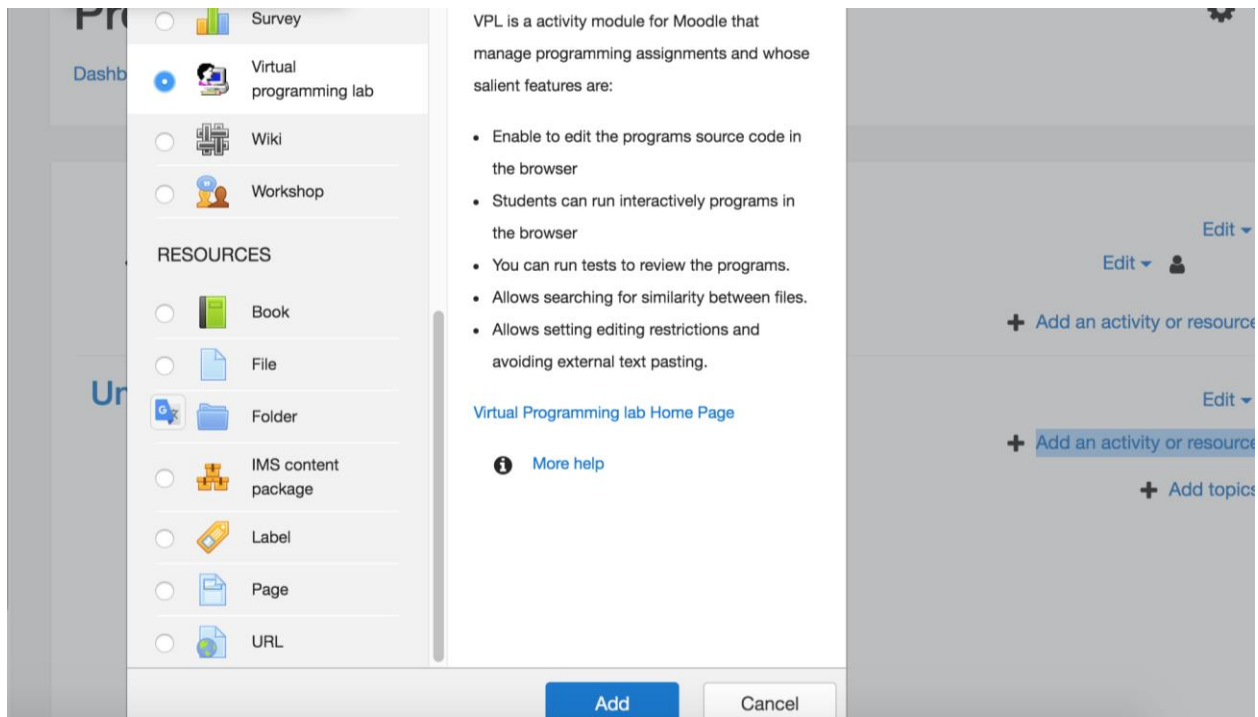 Pr
Dashb
Survey
Virtual
programming lab
Wiki
Workshop
RESOURCES
Book
File
Folder
IMS content
package
Label
Page
URL
VPL is a activity module for Moodle that
manage programming assignments and whose
salient features are:
• Enable to edit the programs source code in
the browser
• Students can run interactively programs in
the browser
• You can run tests to review the programs.
• Allows searching for similarity between files.
• Allows setting editing restrictions and
avoiding external text pasting.
Virtual Programming lab Home Page
More help
Add
Cancel
Edit
Edit
Add an activity or resource
Un
Edit
Add an activity or resource
Add topics